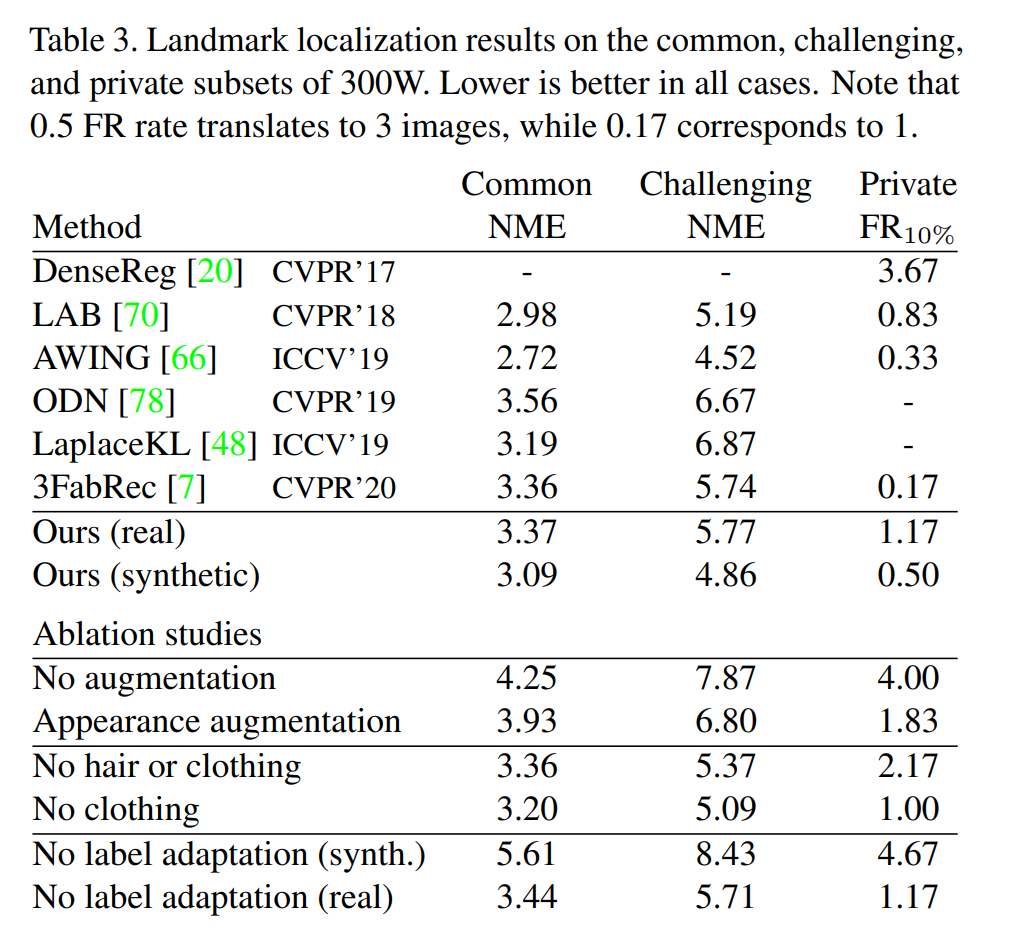 Table 3. Landmark localization results on the common, challenging,
and private subsets of 300W. Lower is better in all cases. Note that
0.5 FR rate translates to 3 images, while 0.17 corresponds to 1.
Common Challenging Private
Method NME NME FR10%
DenseReg [20] CVPR’17 - - 3.67
LAB [70] CVPR’18 2.98 5.19 0.83
AWING [66] ICCV’19 2.72 4.52 0.33
ODN [78] CVPR’19 3.56 6.67 -
LaplaceKL [48] ICCV’19 3.19 6.87 -
3FabRec [7] CVPR’20 3.36 5.74 0.17
Ours (real) 3.37 5.77 1.17
Ours (synthetic) 3.09 4.86 0.50
Ablation studies
No augmentation 4.25 7.87 4.00
Appearance augmentation 3.93 6.80 1.83
No hair or clothing 3.36 5.37 2.17
No clothing 3.20 5.09 1.00
No label adaptation (synth.) 5.61 8.43 4.67
No label adaptation (real) 3.44 5.71 1.17